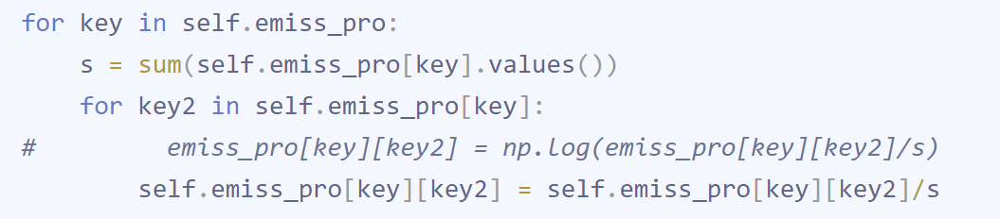 for key in self.emiss_pro:
    s = sum(self.emiss_pro[key].values())
    for key2 in self.emiss_pro[key]:
#         emiss_pro[key][key2] = np.log(emiss_pro[key][key2]/s)
        self.emiss_pro[key][key2] = self.emiss_pro[key][key2]/s